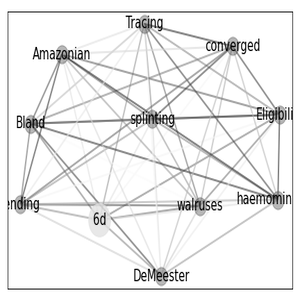 Tracing
converged
Amazonian
Eligibili
Bland
splinting
ending
6d
walruses
haemomin
DeMeester